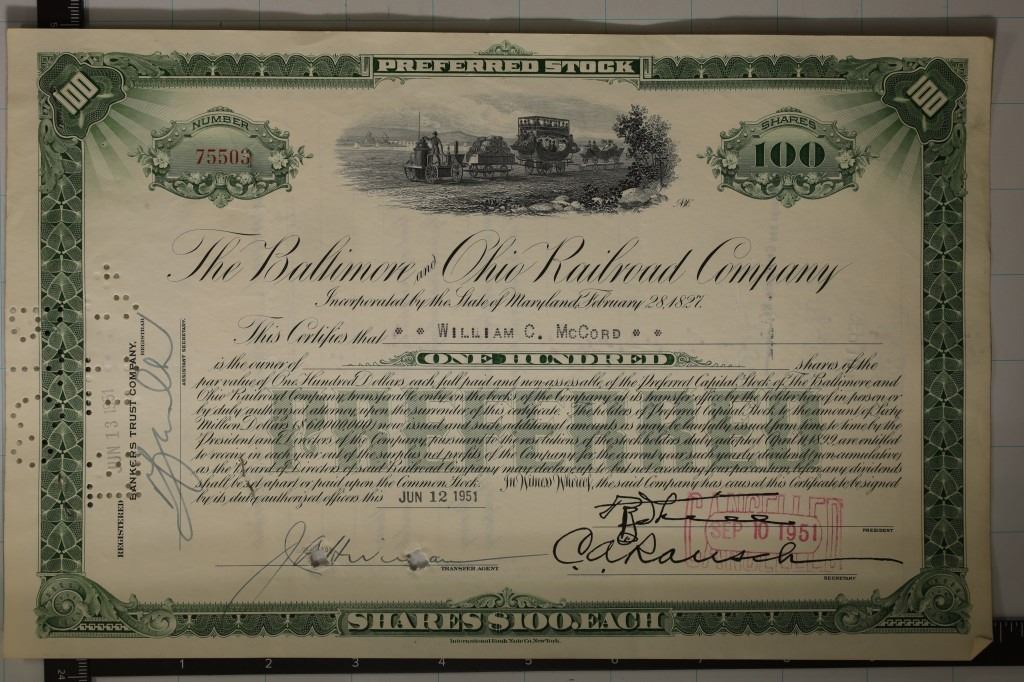 PREFERRED STOCK
100
100
NUMBER
75503
SHARES
100
The Baltimore and Ohio Railroad Company
Incorporated by the State of Maryland, February 28, 1827.
This Certifies that * * WILLIAM C. McCORD * *
is the owner of ONE HUNDRED shares of the
par value of One Hundred Dollars each, full paid and non-assessable, of the Preferred Capital Stock of The Baltimore and
Ohio Railroad Company, transferable only on the books of the Company at its transfer office by the holder hereof in person or
by duly authorized attorney upon the surrender of this certificate. The holders of Preferred Capital Stock to the amount of Sixty
Million Dollars ($60,000,000) now issued and such additional amounts as may be lawfully issued from time to time by the
President and Directors of the Company, pursuant to the resolutions of the stockholders duly adopted April 11, 1899, are entitled
to receive in each year out of the surplus net profits of the Company for the current year such yearly dividend (non-cumulative)
as the Board of Directors of said Railroad Company may declare, up to but not exceeding four per centum, before any dividends
shall be set apart or paid upon the Common Stock. In Witness Whereof, the said Company has caused this Certificate to be signed
by its duly authorized officers this JUN 12 1951
PREFERRED
CANCELLED
SEP 10 1951
CANCELLED
PRESIDENT
C.A. Rausch
SECRETARY
TRANSFER AGENT
REGISTERED JUN 13 1951
BANKERS TRUST COMPANY,
REGISTRAR
ASSISTANT SECRETARY.
SHARES $100. EACH
International Bank Note Co. New York.
1 2 3 4 5 6 7 8
24